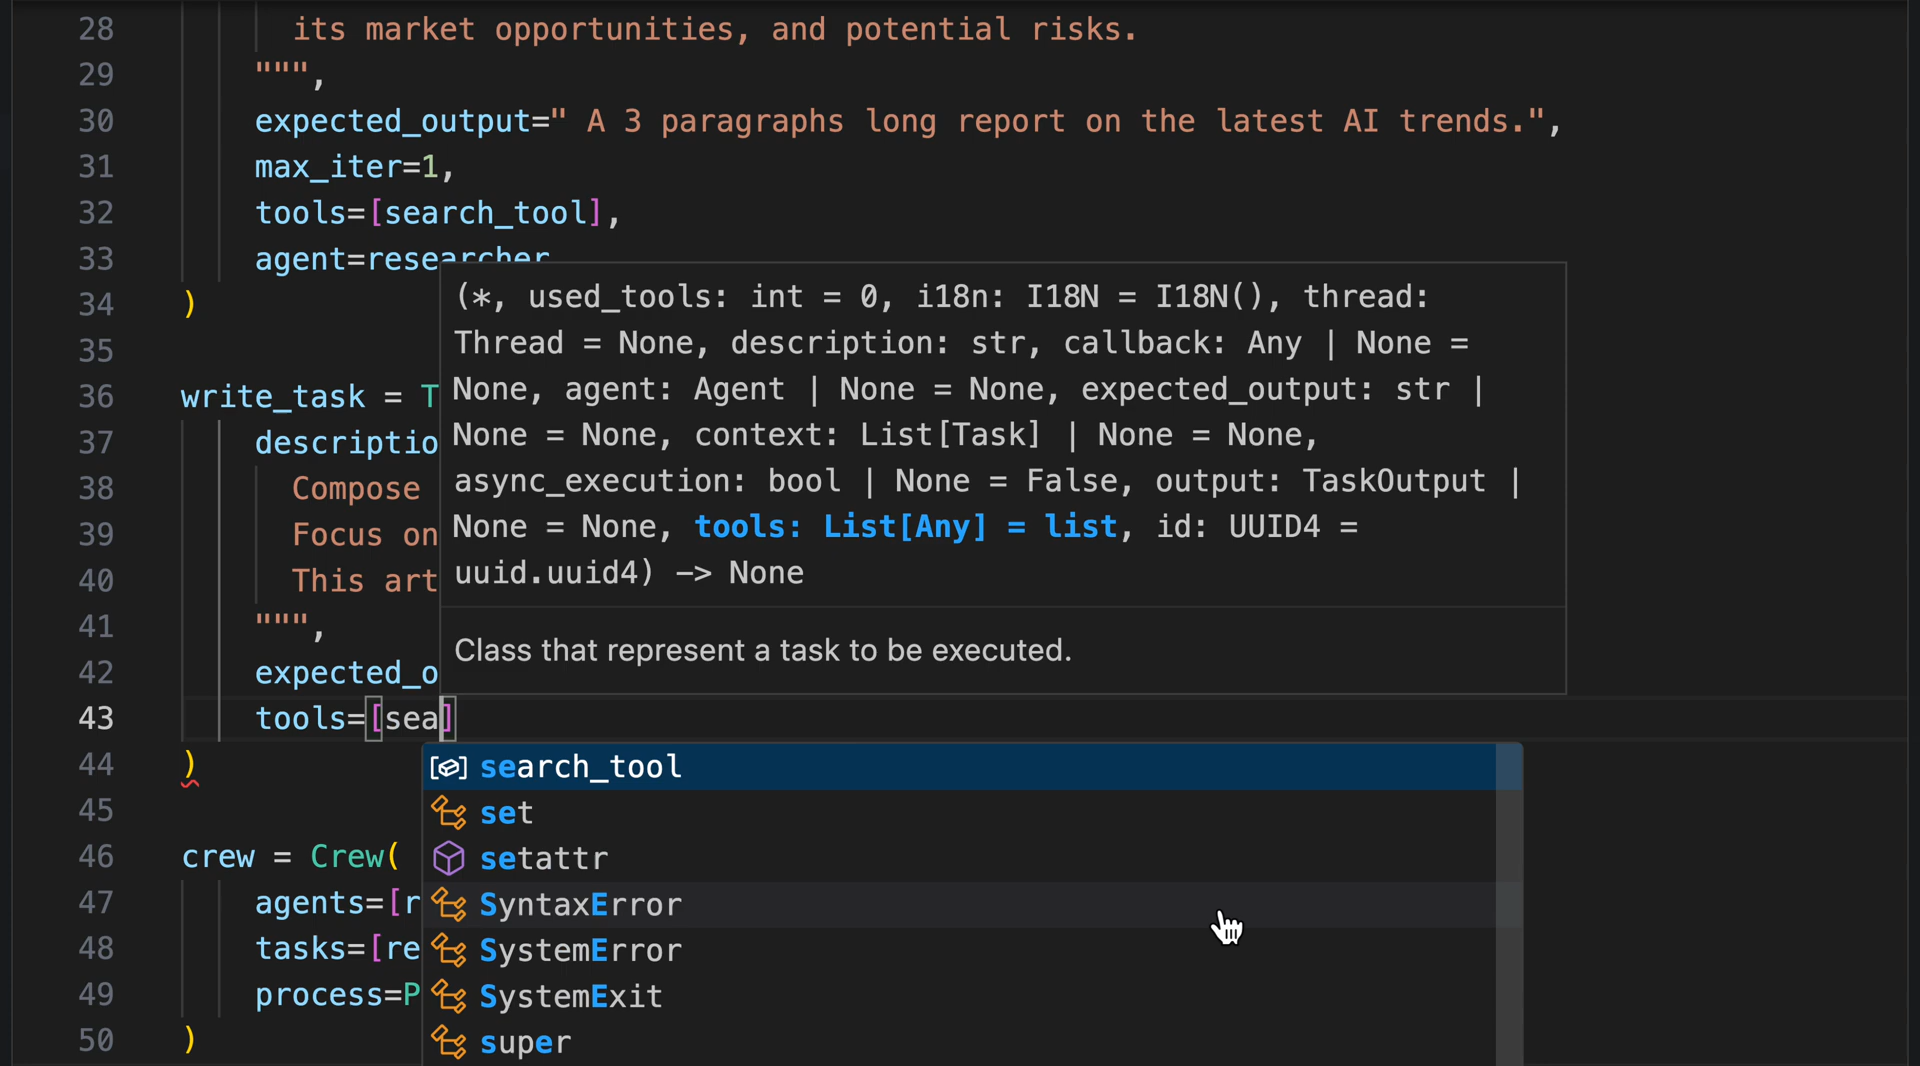 28 its market opportunities, and potential risks.
29 """,
30 expected_output=" A 3 paragraphs long report on the latest AI trends.",
31 max_iter=1,
32 tools=[search_tool],
33 agent=researcher
34 )
35
36 write_task = T
37 descriptio
38 Compose
39 Focus on
40 This art
41 """,
42 expected_o
43 tools=[sea]
44 )
45
46 crew = Crew(
47 agents=[r
48 tasks=[re
49 process=P
50 )
(*, used_tools: int = 0, i18n: I18N = I18N(), thread:
Thread = None, description: str, callback: Any | None =
None, agent: Agent | None = None, expected_output: str |
None = None, context: List[Task] | None = None,
async_execution: bool | None = False, output: TaskOutput |
None = None, tools: List[Any] = list, id: UUID4 =
uuid.uuid4) -> None
Class that represent a task to be executed.
search_tool
set
setattr
SyntaxError
SystemError
SystemExit
super